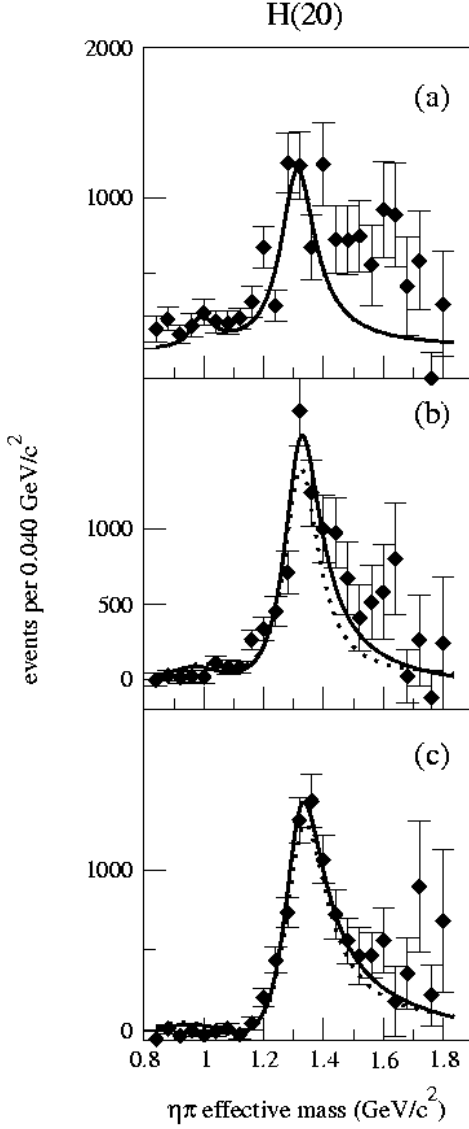 H(20)
2000
(a)
1000
(b)
1000
500
0
events per 0.040 GeV/c²
(c)
1000
0
0.8 1 1.2 1.4 1.6 1.8
ηπ effective mass (GeV/c²)